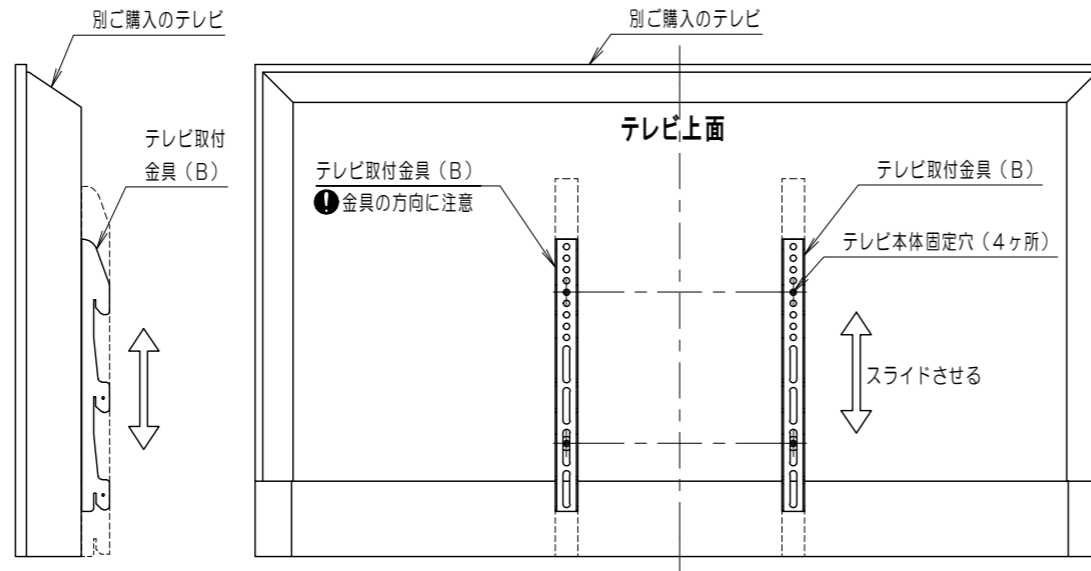 別ご購入のテレビ
別ご購入のテレビ
テレビ上面
テレビ取付
金具（B）
テレビ取付金具（B）
金具の方向に注意
テレビ取付金具（B）
テレビ本体固定穴（4ヶ所）
スライドさせる